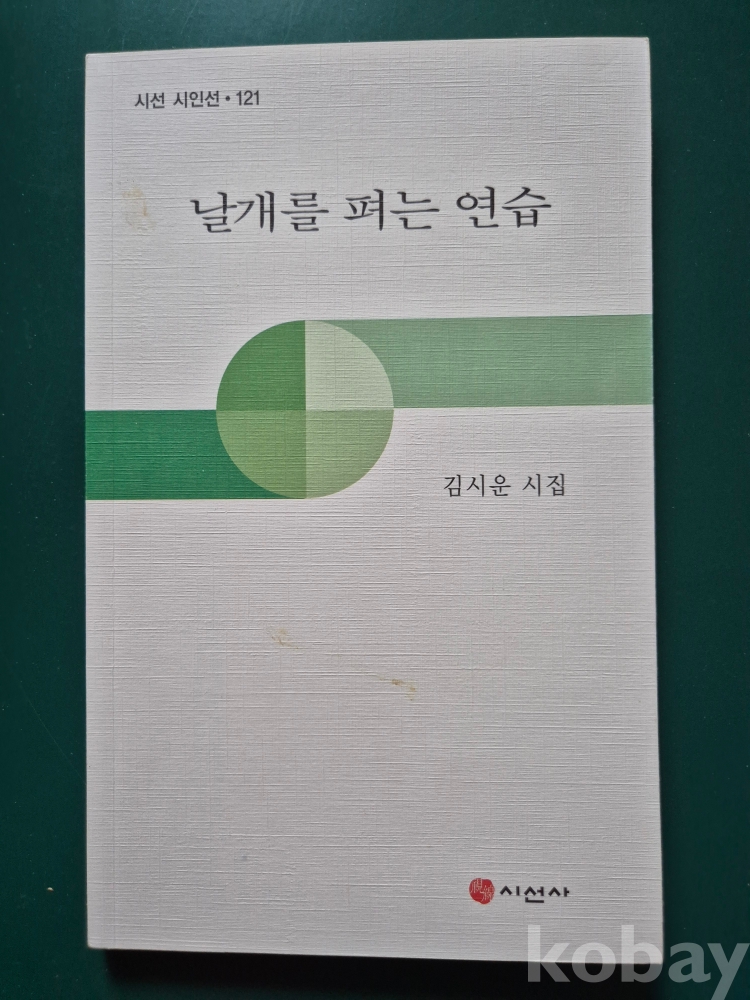 시선 시인선 • 121
날개를 펴는 연습
김시운 시집
시선사
kobay